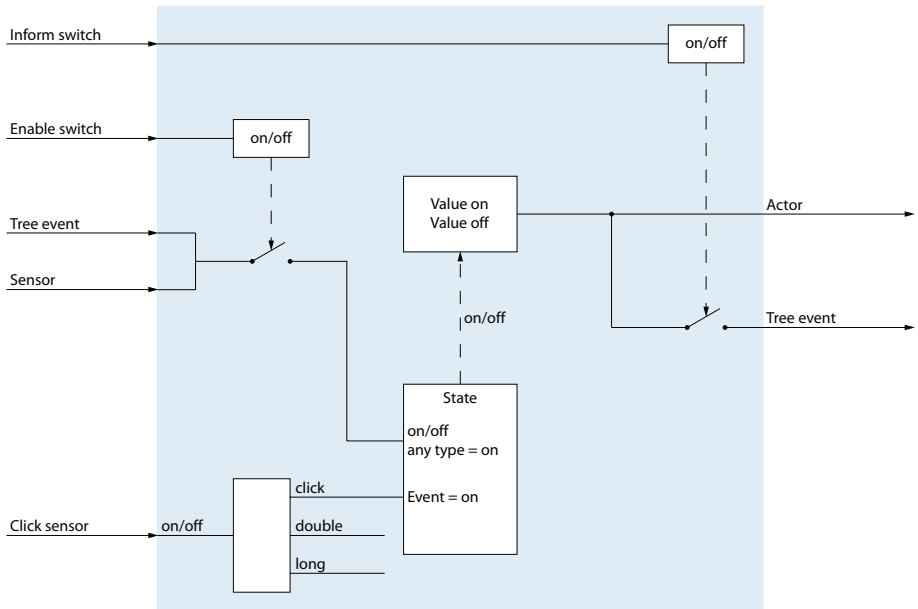 Inform switch
on/off
Enable switch
on/off
Value on
Value off
Actor
Tree event
Sensor
on/off
Tree event
State
on/off
any type = on
click
Event = on
Click sensor
on/off
double
long